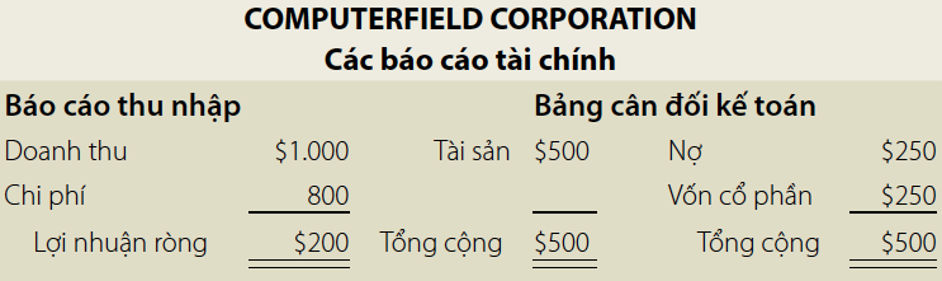 COMPUTERFIELD CORPORATION
Các báo cáo tài chính
Báo cáo thu nhập Bảng cân đối kế toán
Doanh thu $1.000 Tài sản $500 Nợ $250
Chi phí 800 Vốn cổ phần $250
Lợi nhuận ròng $200 Tổng cộng $500 Tổng cộng $500